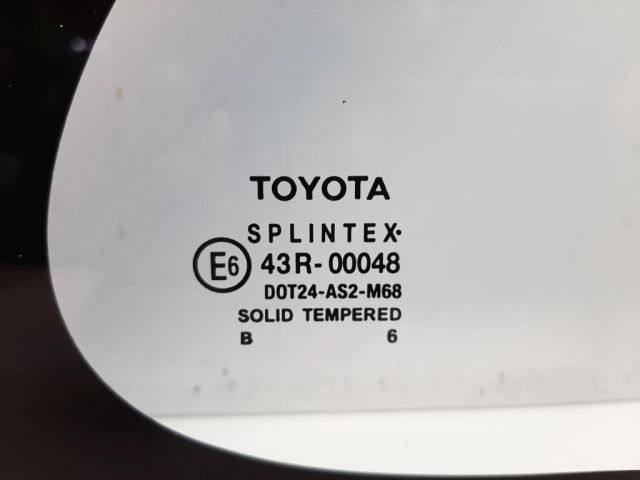 TOYOTA
SPLINTEX·
E6 43R-00048
DOT24-AS2-M68
SOLID TEMPERED
B 6